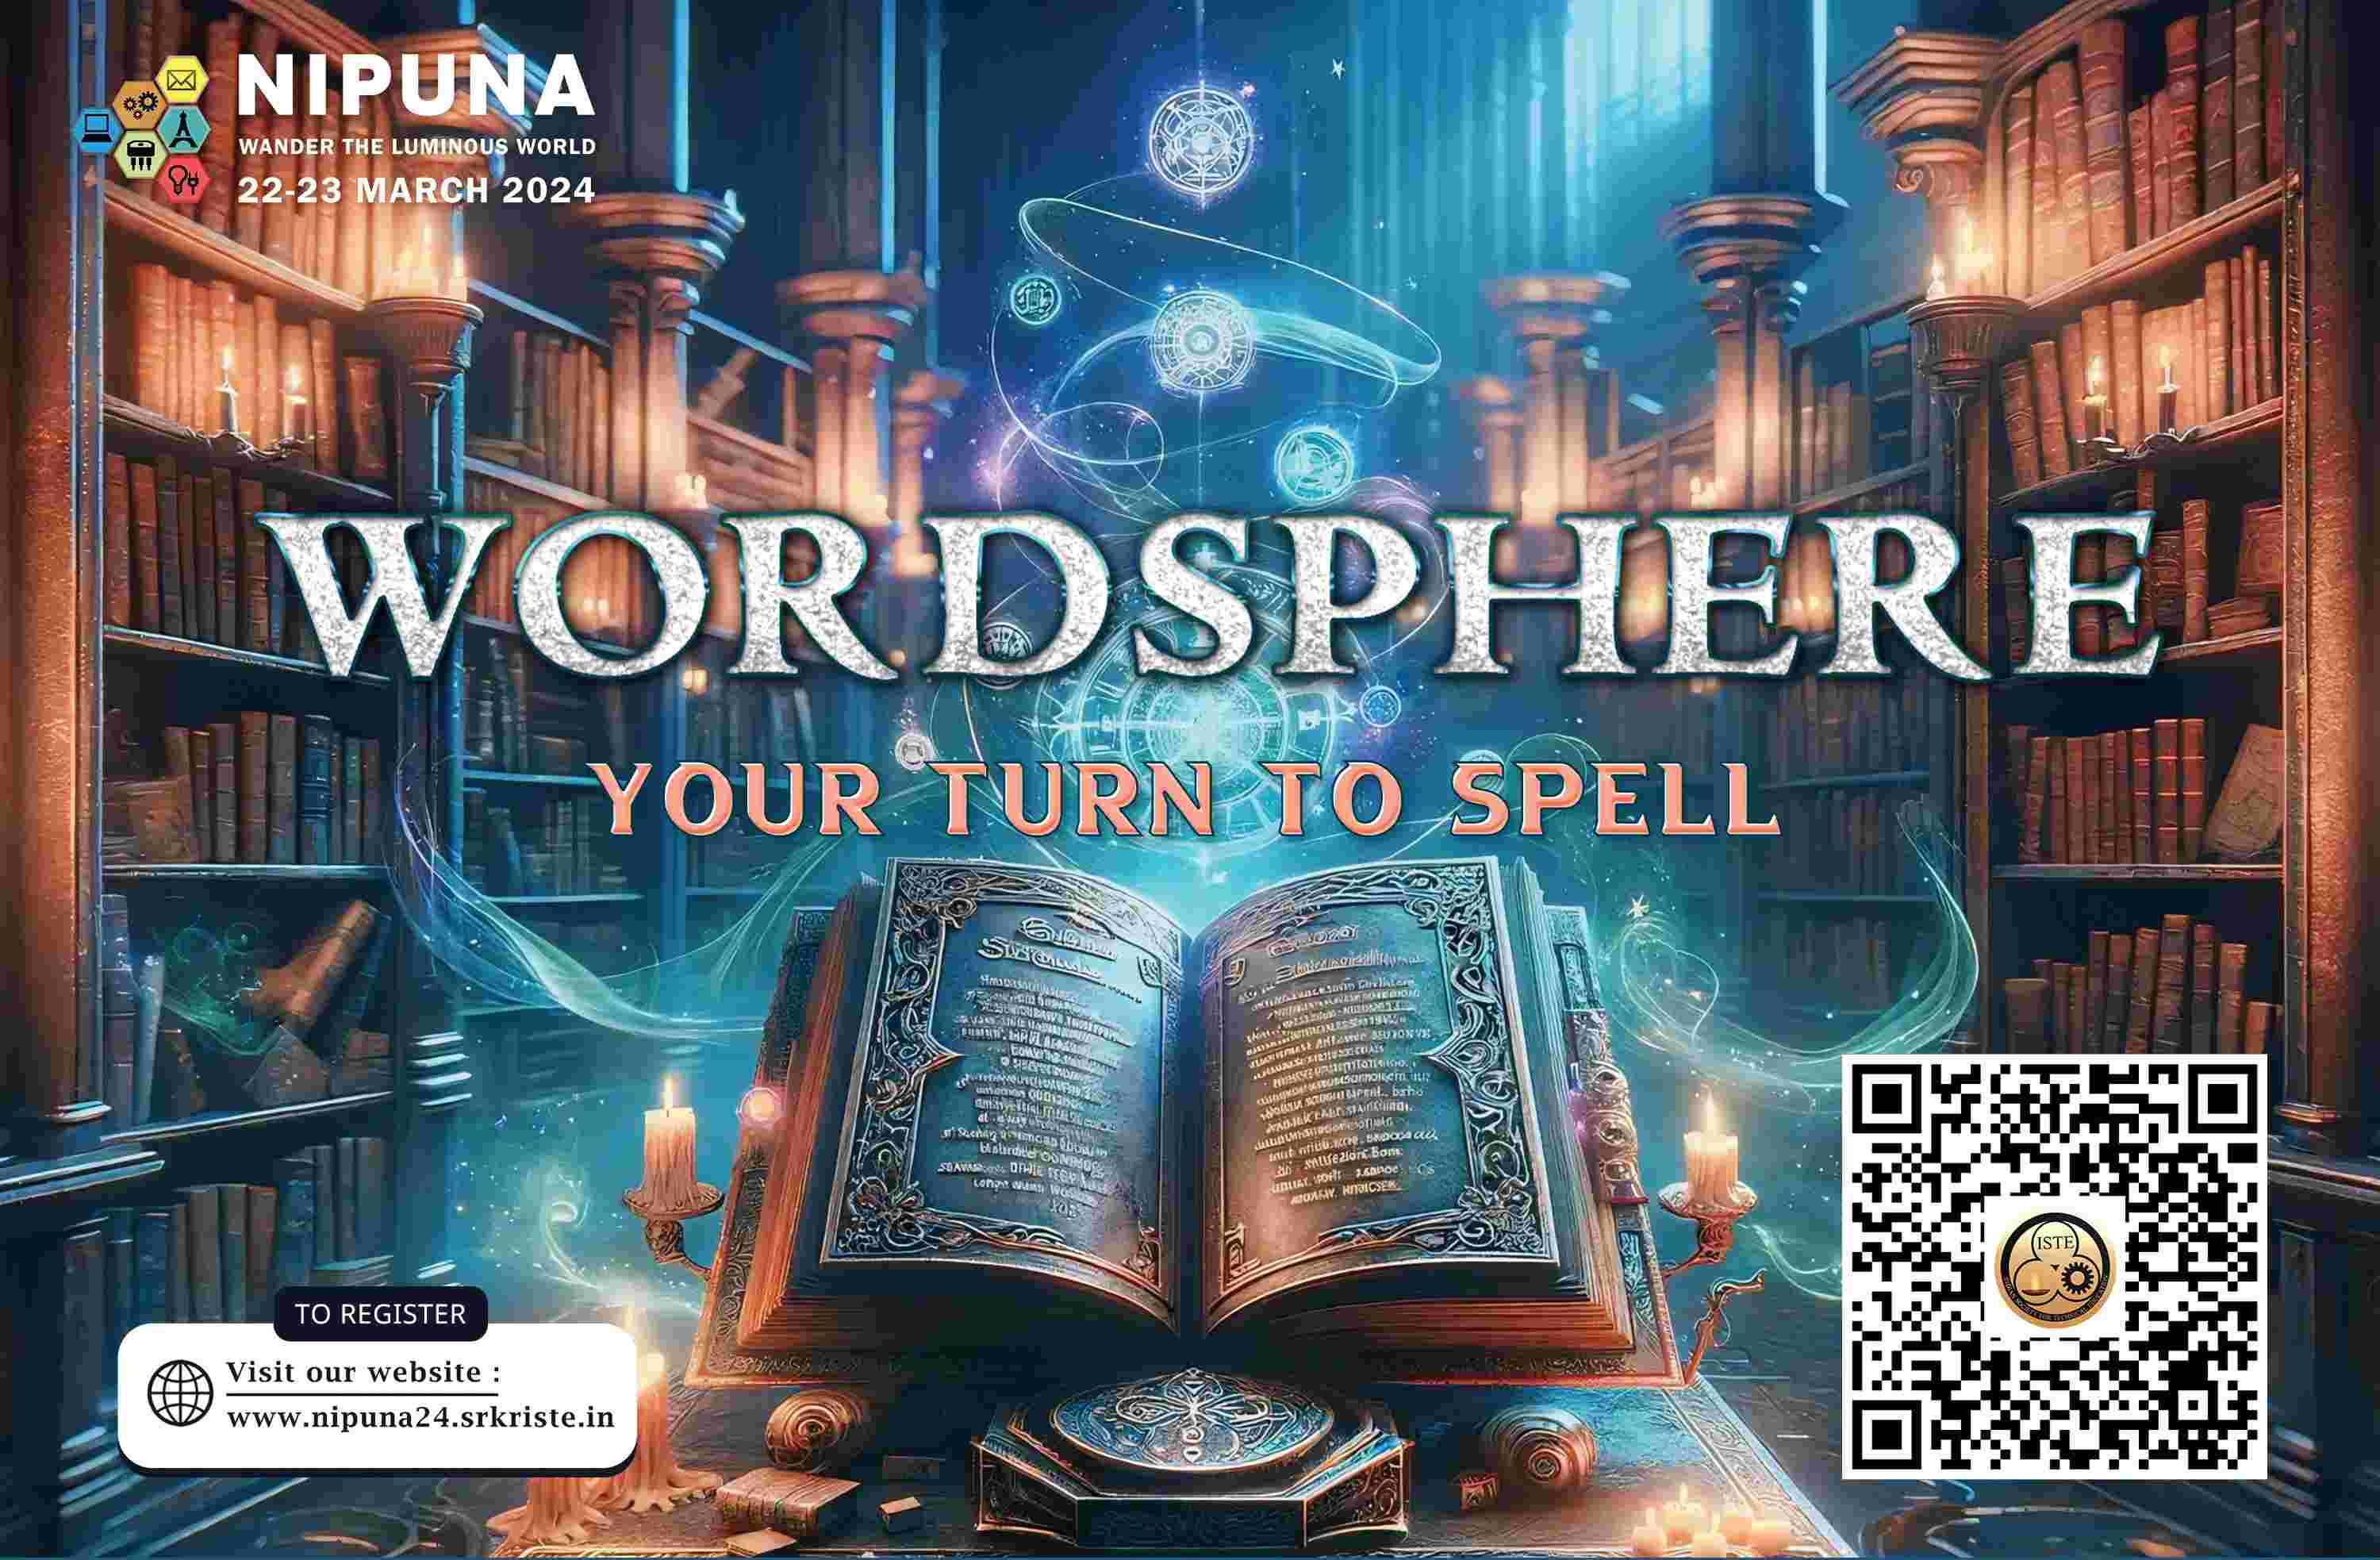 NIPUNA
WANDER THE LUMINOUS WORLD
22-23 MARCH 2024
WORDSPHERE
YOUR TURN TO SPELL
TO REGISTER
Visit our website :
www.nipuna24.srkriste.in
ISTE